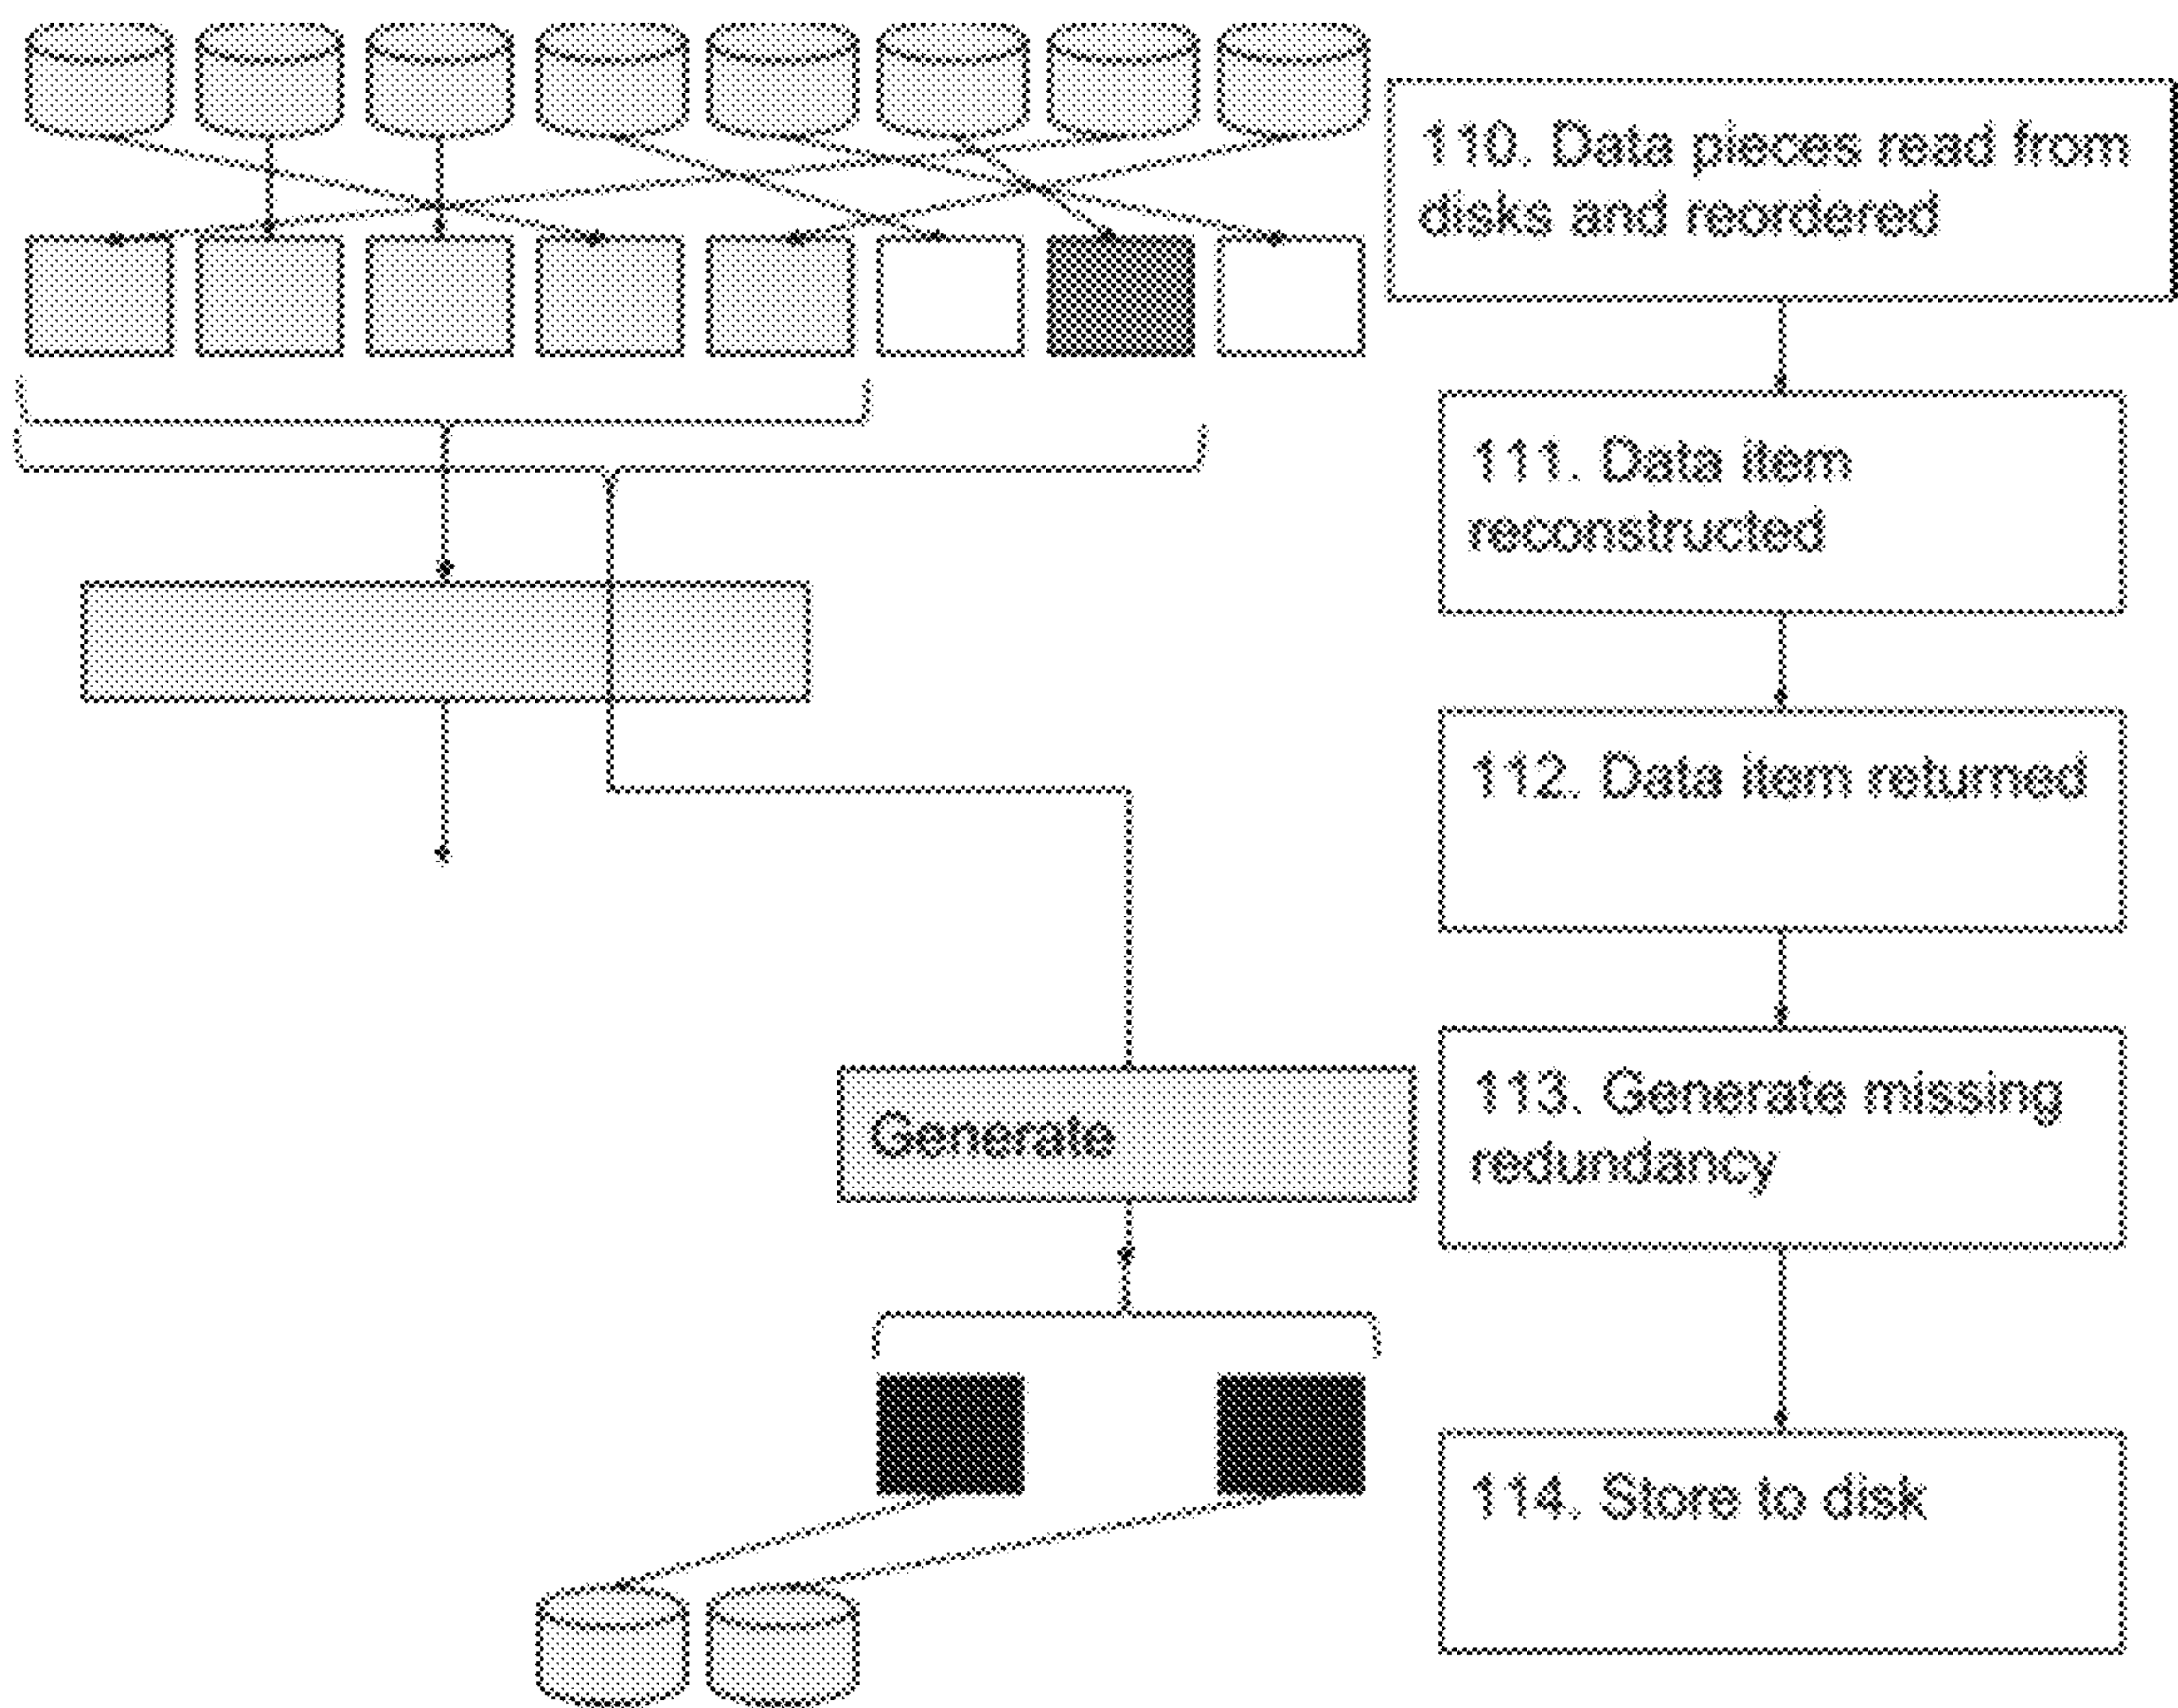 110. Data pieces read from
disks and reordered
111. Data item
reconstructed
112. Data item returned
Generate
113. Generate missing
redundancy
114. Store to disk